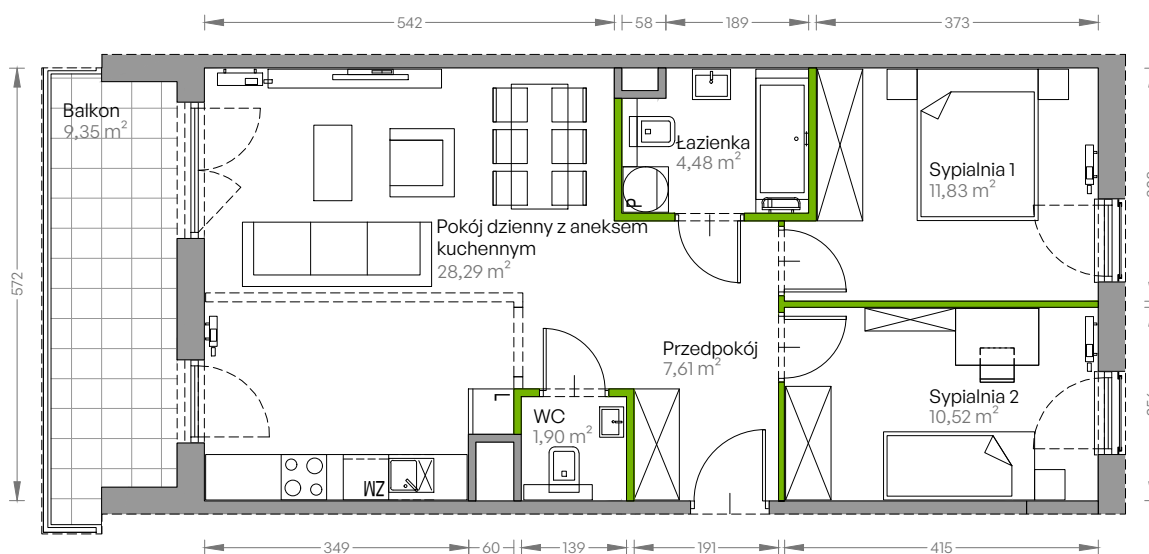 542
58
189
373
Balkon
9,35 m²
Łazienka
4,48 m²
Sypialnia 1
11,83 m²
P
Pokój dzienny z aneksem
kuchennym
28,29 m²
572
Przedpokój
7,61 m²
L
WC
1,90 m²
Sypialnia 2
10,52 m²
ZM
349
60
139
191
415